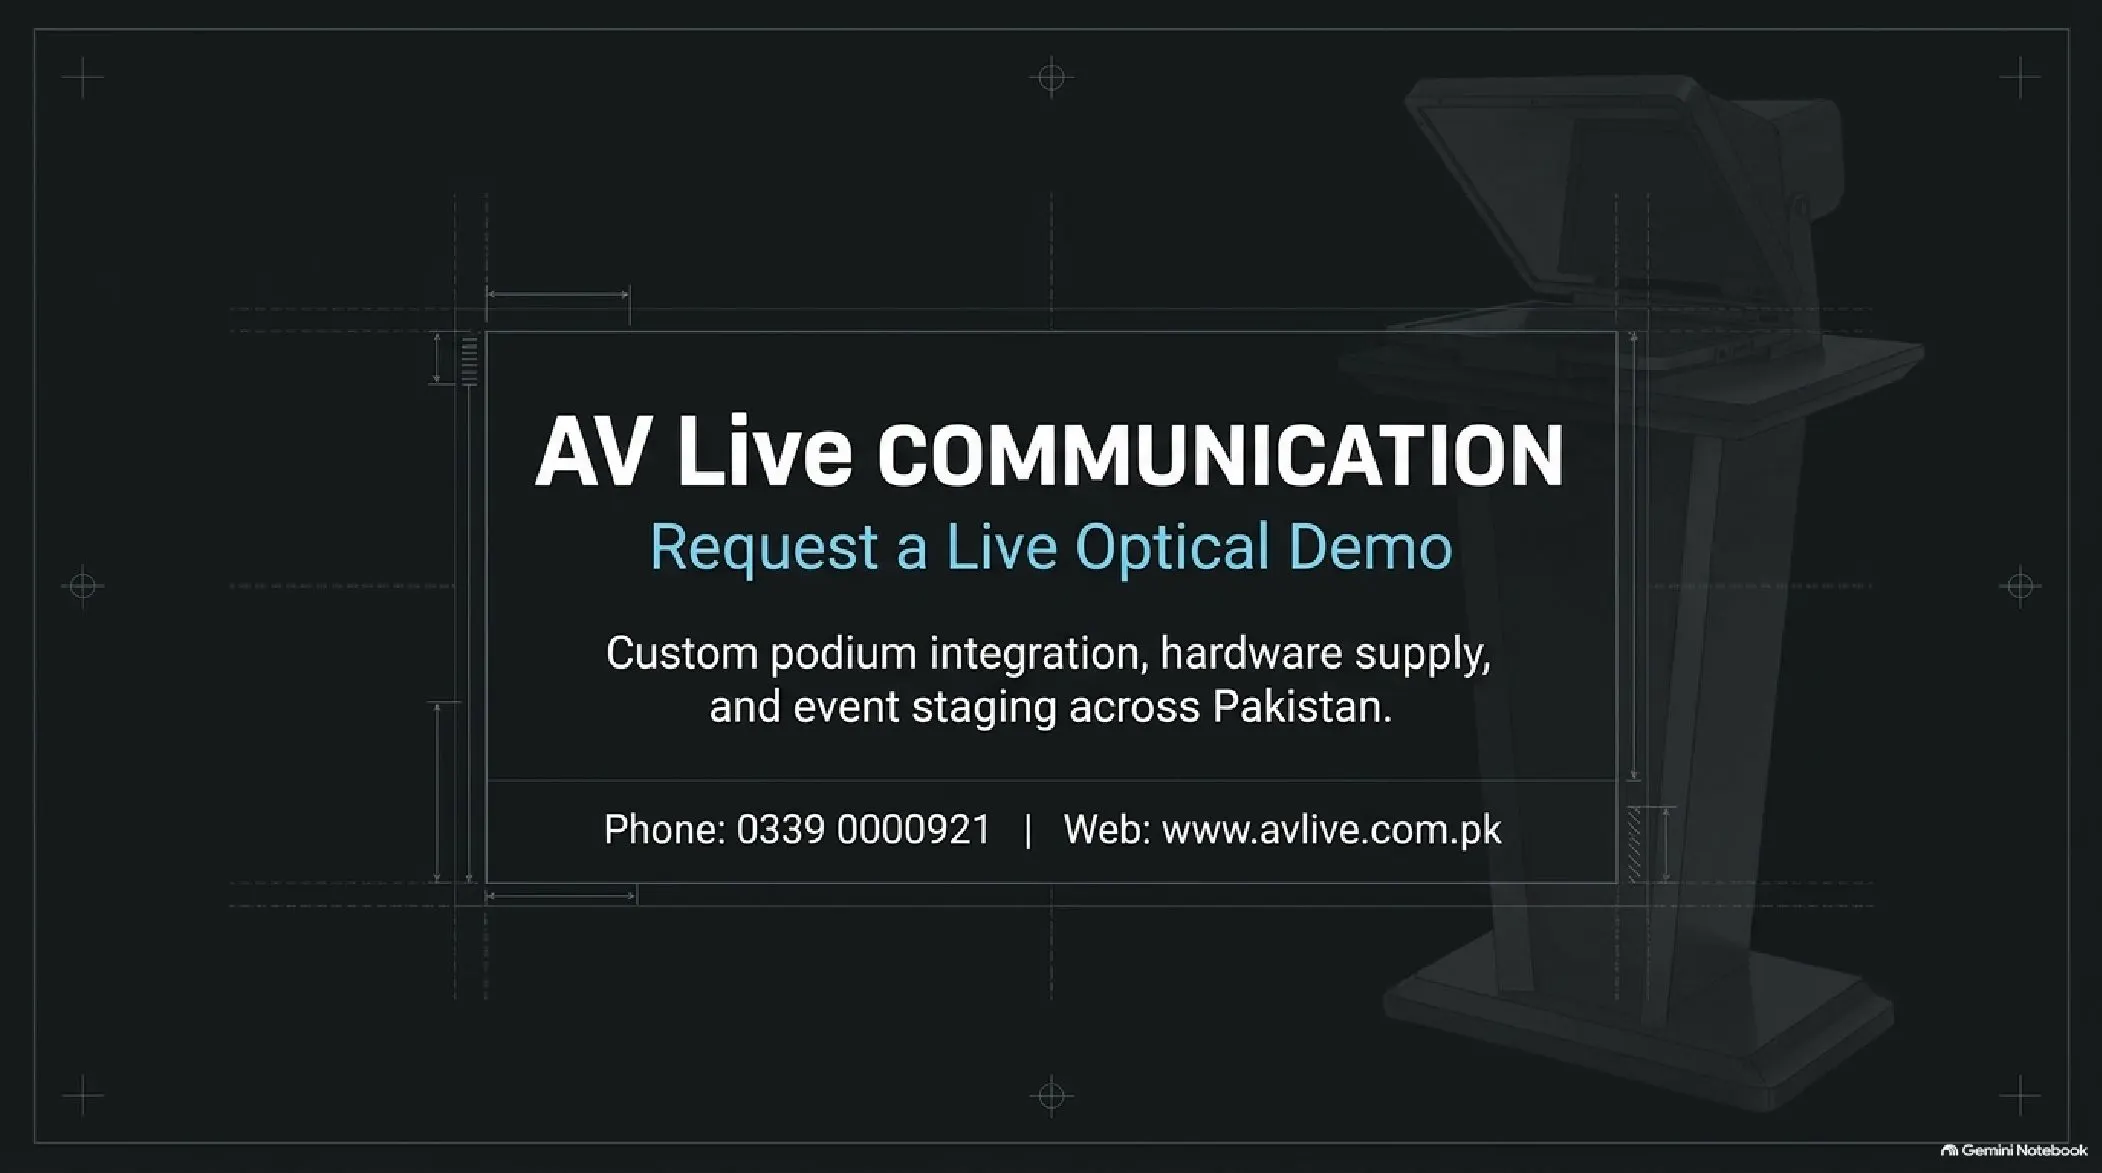 AV Live COMMUNICATION
Request a Live Optical Demo
Custom podium integration, hardware supply,
and event staging across Pakistan.
Phone: 0339 0000921 | Web: www.avlive.com.pk
Gemini Notebook